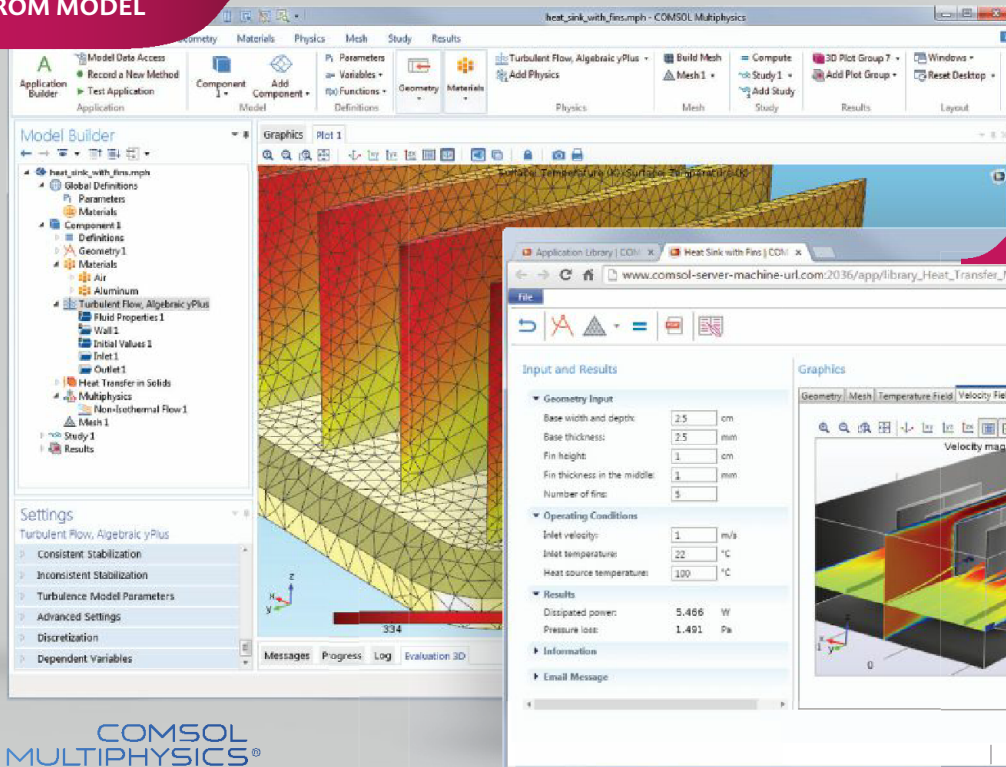 ROM MODEL
heat_sink_with_fins.mph - COMSOL Multiphysics
Materials Physics Mesh Study Results
Model Data Access
Record a New Method
Test Application
Application Builder
Application
Component 1
Add Component
Model
Pi Parameters
a= Variables
f(x) Functions
Definitions
Geometry
Materials
Turbulent Flow, Algebraic yPlus
Add Physics
Physics
Build Mesh
Mesh 1
Mesh
= Compute
Study 1
Add Study
Study
3D Plot Group 7
Add Plot Group
Results
Windows
Reset Desktop
Layout
Model Builder
heat_sink_with_fins.mph
Global Definitions
Pi Parameters
Materials
Component 1
Definitions
Geometry 1
Materials
Air
Aluminum
Turbulent Flow, Algebraic yPlus
Fluid Properties 1
Wall 1
Initial Values 1
Inlet 1
Outlet 1
Heat Transfer in Solids
Multiphysics
Non-Isothermal Flow 1
Mesh 1
Study 1
Results
Settings
Turbulent Flow, Algebraic yPlus
Consistent Stabilization
Inconsistent Stabilization
Turbulence Model Parameters
Advanced Settings
Discretization
Dependent Variables
Graphics Plot 1
z
x
y
334
Messages Progress Log Evaluation 3D
Application Library | COM x Heat Sink with Fins | COM x
www.comsol-server-machine-url.com:2036/app/library_Heat_Transfer_M
File
Input and Results
Geometry Input
Base width and depth: 2.5 cm
Base thickness: 2.5 mm
Fin height: 1 cm
Fin thickness in the middle: 1 mm
Number of fins: 5
Operating Conditions
Inlet velocity: 1 m/s
Inlet temperature: 22 °C
Heat source temperature: 100 °C
Results
Dissipated power: 5.466 W
Pressure loss: 1.491 Pa
Information
Email Message
Graphics
Geometry Mesh Temperature Field Velocity Fiel
Velocity mag
0
COMSOL
MULTIPHYSICS®